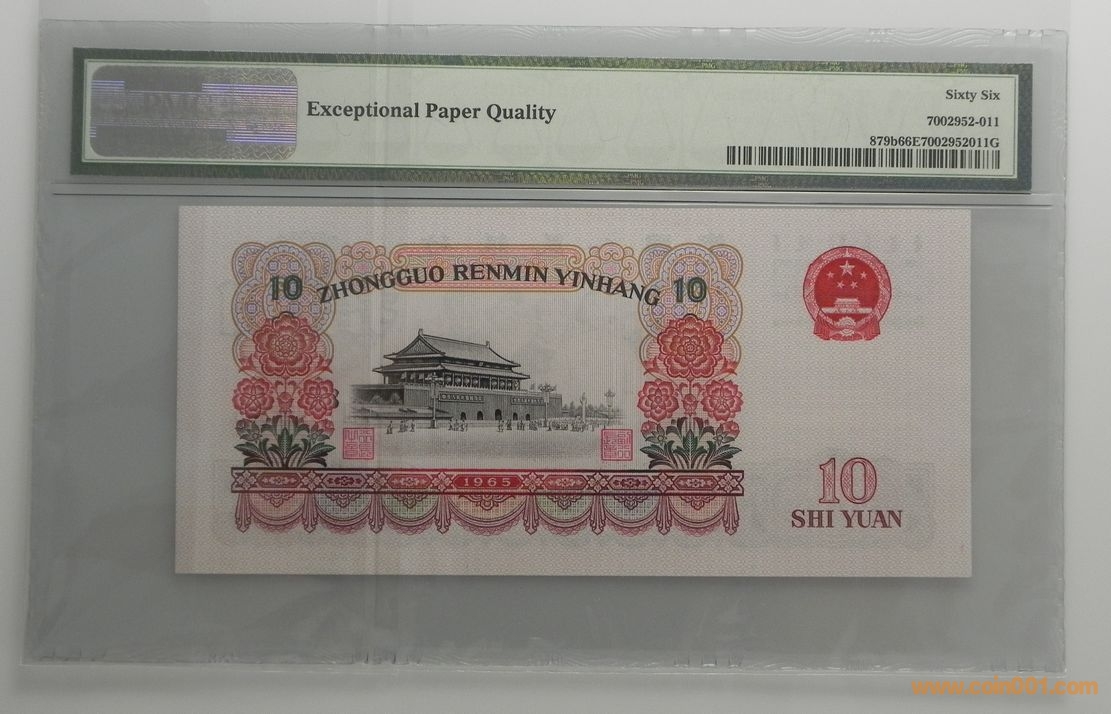 Exceptional Paper Quality
Sixty Six
7002952-011
879b66E7002952011G
10 ZHONGGUO RENMIN YINHANG 10
1965
10
SHI YUAN
www.coin001.com